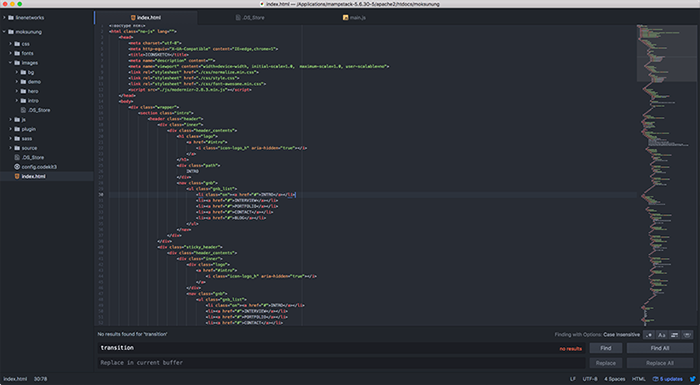 index.html — /Applications/mampstack-5.6.30-5/apache2/htdocs/moksunung
linenetworks
moksunung
css
fonts
images
bg
demo
hero
intro
.DS_Store
js
plugin
sass
source
.DS_Store
config.codekit3
index.html
index.html
.DS_Store
main.js
<!doctype html>
<html class="no-js" lang="">
<head>
<meta charset="utf-8">
<meta http-equiv="X-UA-Compatible" content="IE=edge,chrome=1">
<title>ICONSKETCH</title>
<meta name="description" content="">
<meta name="viewport" content="width=device-width, initial-scale=1.0, maximum-scale=1.0, user-scalable=no">
<link rel="stylesheet" href="./css/normalize.min.css">
<link rel="stylesheet" href="./css/style.css">
<link rel="stylesheet" href="./css/font-awesome.min.css">
<script src="./js/modernizr-2.8.3.min.js"></script>
</head>
<body>
<div class="wrapper">
<section class="intro">
<header class="header">
<div class="inner">
<div class="header_contents">
<h1 class="logo">
<a href="#intro">
<i class="icon-logo_h" aria-hidden="true"></i>
</a>
</h1>
<div class="path">
INTRO
</div>
<nav class="gnb">
<ul class="gnb_list">
30 <li class="on"><a href="#">INTRO</a></li>
<li><a href="#">INTERVIEW</a></li>
<li><a href="#">PORTFOLIO</a></li>
<li><a href="#">CONTACT</a></li>
<li><a href="#">BLOG</a></li>
</ul>
</nav>
</div>
</div>
<div class="sticky_header">
<div class="header_contents">
<div class="inner">
<div class="logo">
<a href="#intro">
<i class="icon-logo_h" aria-hidden="true"></i>
</a>
</div>
<nav class="gnb">
<ul class="gnb_list">
<li class="on"><a href="#">INTRO</a></li>
<li><a href="#">INTERVIEW</a></li>
<li><a href="#">PORTFOLIO</a></li>
<li><a href="#">CONTACT</a></li>
No results found for 'transition'
Finding with Options: Case Insensitive
.*
Aa
transition
no results
Find
Find All
Replace in current buffer
Replace
Replace All
index.html 30:78
LF UTF-8 4 Spaces HTML 5 updates